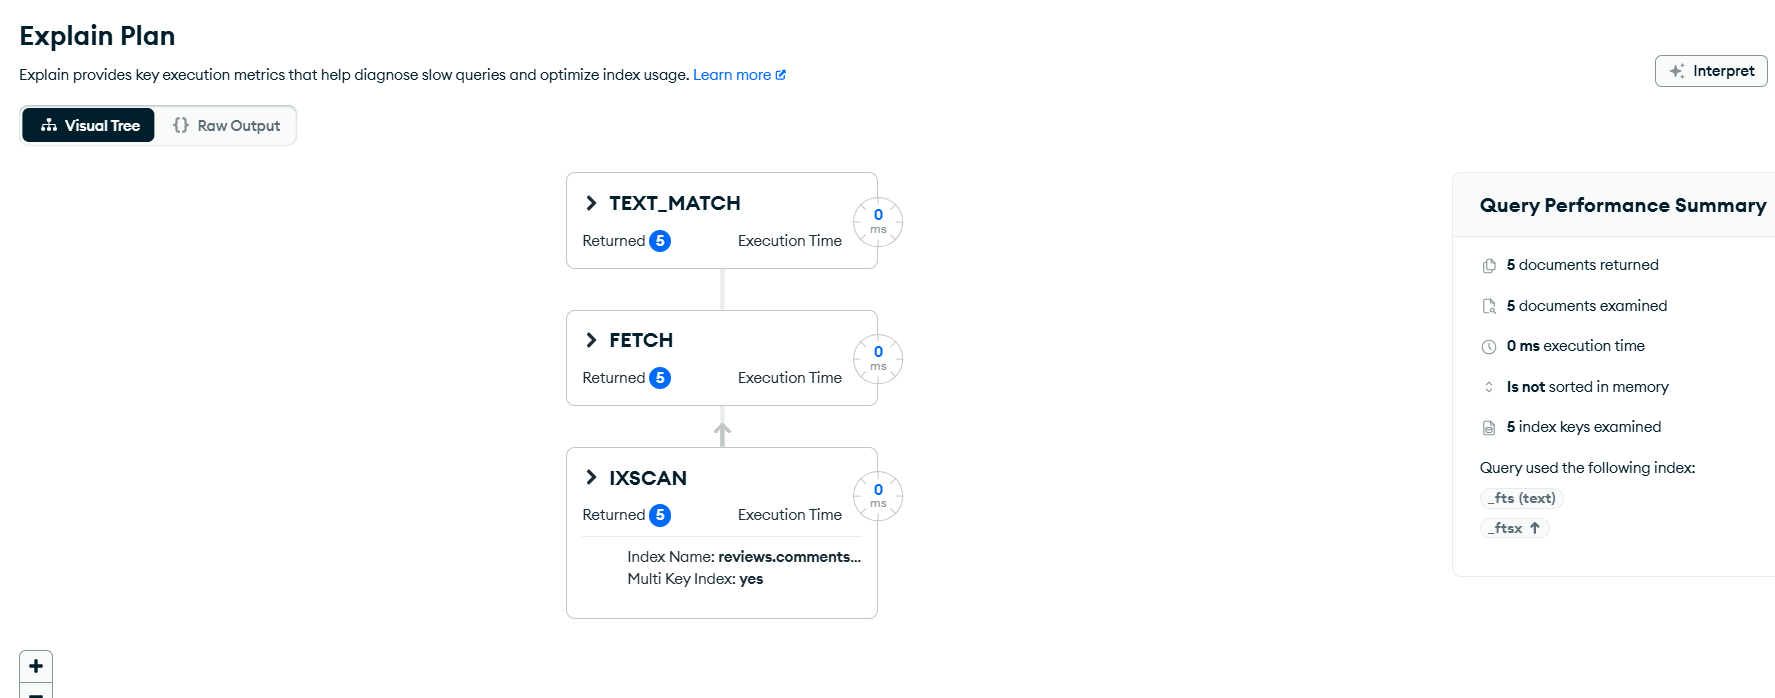 Explain Plan
Explain provides key execution metrics that help diagnose slow queries and optimize index usage. Learn more
Interpret
Visual Tree
{} Raw Output
TEXT_MATCH
Returned 5 Execution Time
0
ms
FETCH
Returned 5 Execution Time
0
ms
IXSCAN
Returned 5 Execution Time
0
ms
Index Name: reviews.comments...
Multi Key Index: yes
Query Performance Summary
5 documents returned
5 documents examined
0 ms execution time
Is not sorted in memory
5 index keys examined
Query used the following index:
_fts (text)
_ftsx ↑
+